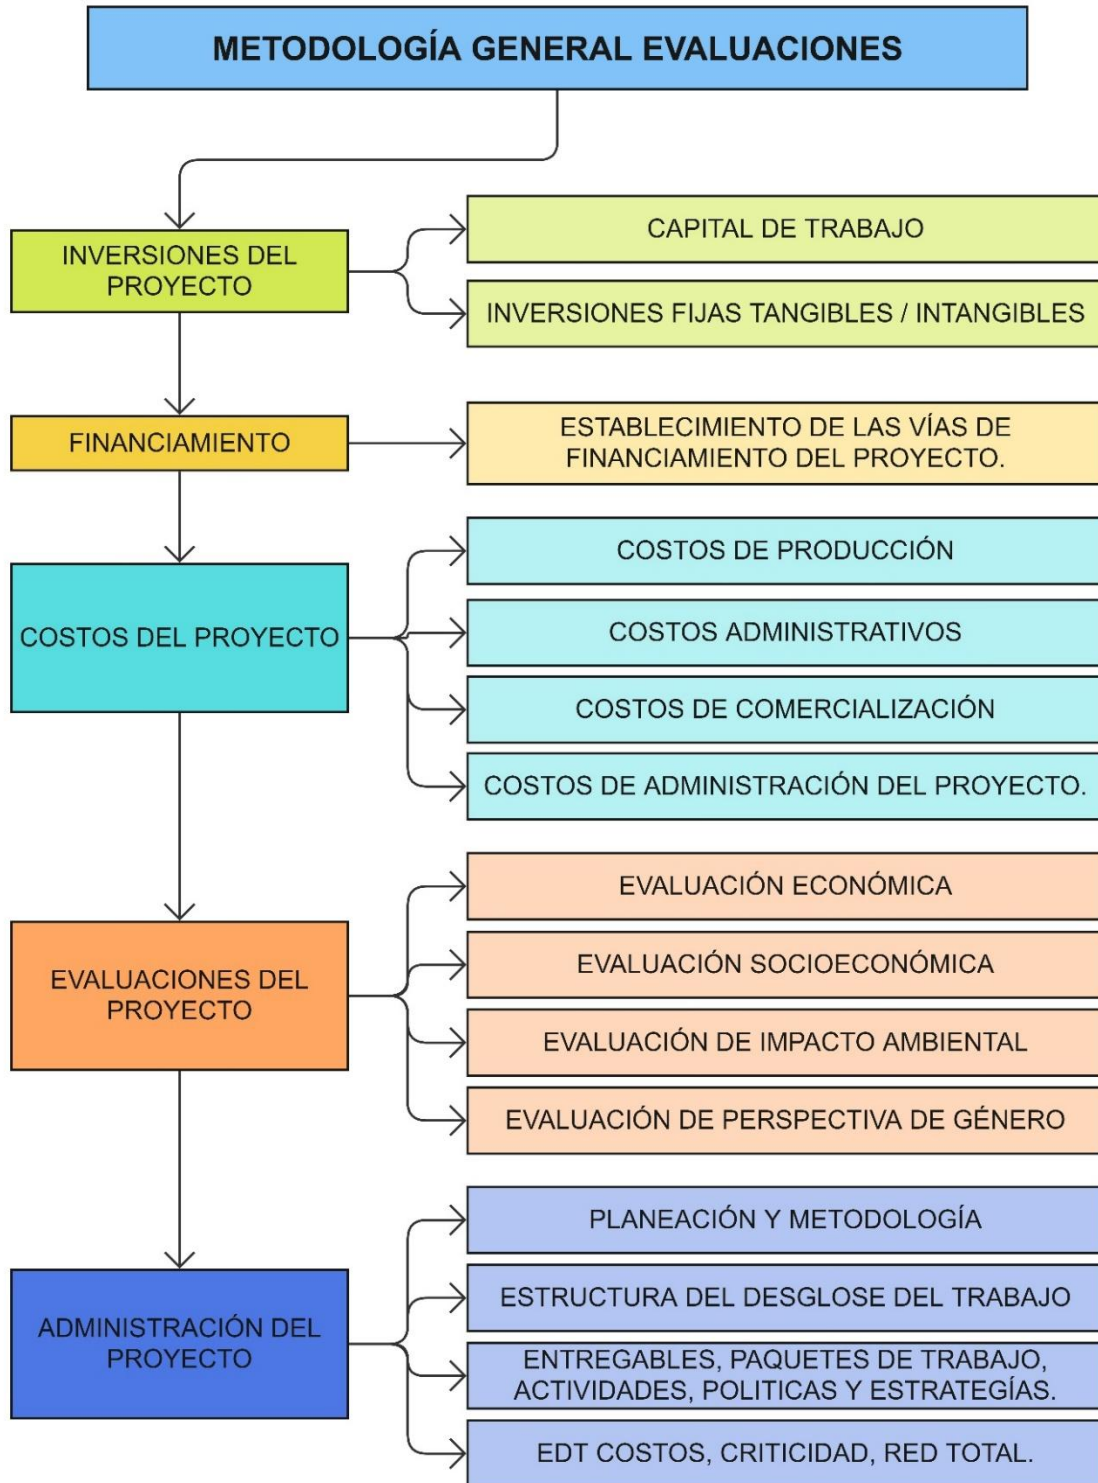 METODOLOGÍA GENERAL EVALUACIONES
INVERSIONES DEL
PROYECTO
CAPITAL DE TRABAJO
INVERSIONES FIJAS TANGIBLES / INTANGIBLES
FINANCIAMIENTO
ESTABLECIMIENTO DE LAS VÍAS DE
FINANCIAMIENTO DEL PROYECTO.
COSTOS DEL PROYECTO
COSTOS DE PRODUCCIÓN
COSTOS ADMINISTRATIVOS
COSTOS DE COMERCIALIZACIÓN
COSTOS DE ADMINISTRACIÓN DEL PROYECTO.
EVALUACIONES DEL
PROYECTO
EVALUACIÓN ECONÓMICA
EVALUACIÓN SOCIOECONÓMICA
EVALUACIÓN DE IMPACTO AMBIENTAL
EVALUACIÓN DE PERSPECTIVA DE GÉNERO
ADMINISTRACIÓN DEL
PROYECTO
PLANEACIÓN Y METODOLOGÍA
ESTRUCTURA DEL DESGLOSE DEL TRABAJO
ENTREGABLES, PAQUETES DE TRABAJO,
ACTIVIDADES, POLITICAS Y ESTRATEGÍAS.
EDT COSTOS, CRITICIDAD, RED TOTAL.